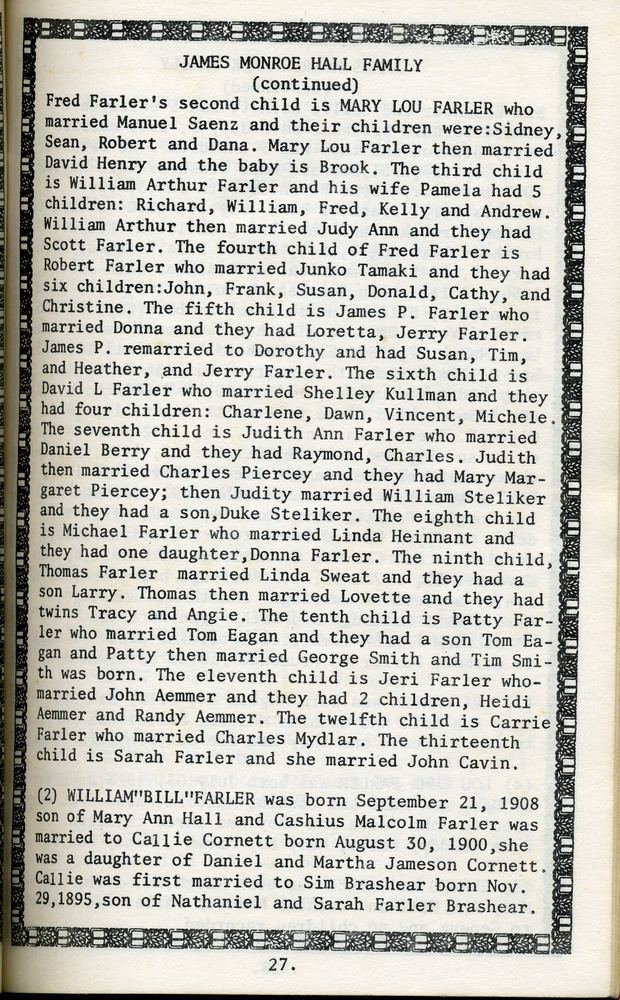 JAMES MONROE HALL FAMILY
(continued)
Fred Farler's second child is MARY LOU FARLER who
married Manuel Saenz and their children were:Sidney,
Sean, Robert and Dana. Mary Lou Farler then married
David Henry and the baby is Brook. The third child
is William Arthur Farler and his wife Pamela had 5
children: Richard, William, Fred, Kelly and Andrew.
William Arthur then married Judy Ann and they had
Scott Farler. The fourth child of Fred Farler is
Robert Farler who married Junko Tamaki and they had
six children:John, Frank, Susan, Donald, Cathy, and
Christine. The fifth child is James P. Farler who
married Donna and they had Loretta, Jerry Farler.
James P. remarried to Dorothy and had Susan, Tim,
and Heather, and Jerry Farler. The sixth child is
David L Farler who married Shelley Kullman and they
had four children: Charlene, Dawn, Vincent, Michele.
The seventh child is Judith Ann Farler who married
Daniel Berry and they had Raymond, Charles. Judith
then married Charles Piercey and they had Mary Mar-
garet Piercey; then Judity married William Steliker
and they had a son,Duke Steliker. The eighth child
is Michael Farler who married Linda Heinnant and
they had one daughter,Donna Farler. The ninth child,
Thomas Farler married Linda Sweat and they had a
son Larry. Thomas then married Lovette and they had
twins Tracy and Angie. The tenth child is Patty Far-
ler who married Tom Eagan and they had a son Tom Ea-
gan and Patty then married George Smith and Tim Smi-
th was born. The eleventh child is Jeri Farler who-
married John Aemmer and they had 2 children, Heidi
Aemmer and Randy Aemmer. The twelfth child is Carrie
Farler who married Charles Mydlar. The thirteenth
child is Sarah Farler and she married John Cavin.
(2) WILLIAM"BILL"FARLER was born September 21, 1908
son of Mary Ann Hall and Cashius Malcolm Farler was
married to Callie Cornett born August 30, 1900,she
was a daughter of Daniel and Martha Jameson Cornett.
Callie was first married to Sim Brashear born Nov.
29,1895,son of Nathaniel and Sarah Farler Brashear.
27.